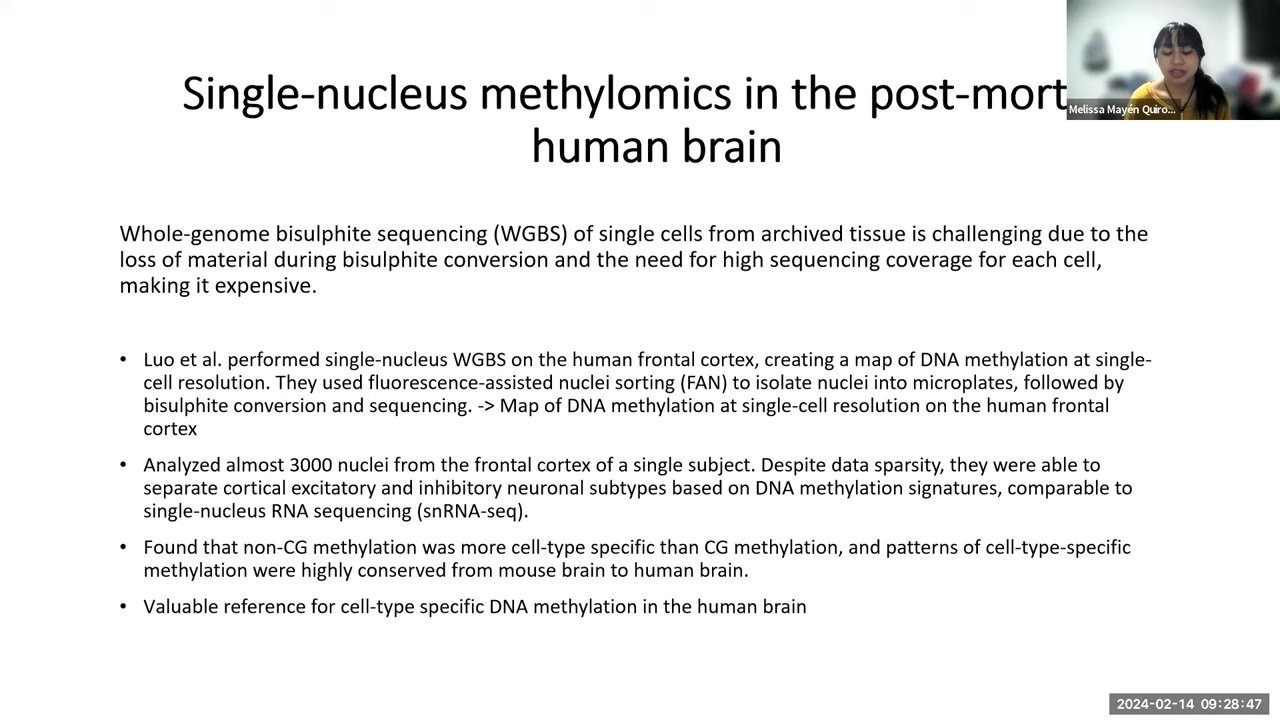 Single-nucleus methylomics in the post-mort
human brain
Melissa Mayén Quiro...
Whole-genome bisulphite sequencing (WGBS) of single cells from archived tissue is challenging due to the
loss of material during bisulphite conversion and the need for high sequencing coverage for each cell,
making it expensive.
• Luo et al. performed single-nucleus WGBS on the human frontal cortex, creating a map of DNA methylation at single-
cell resolution. They used fluorescence-assisted nuclei sorting (FAN) to isolate nuclei into microplates, followed by
bisulphite conversion and sequencing. -> Map of DNA methylation at single-cell resolution on the human frontal
cortex
• Analyzed almost 3000 nuclei from the frontal cortex of a single subject. Despite data sparsity, they were able to
separate cortical excitatory and inhibitory neuronal subtypes based on DNA methylation signatures, comparable to
single-nucleus RNA sequencing (snRNA-seq).
• Found that non-CG methylation was more cell-type specific than CG methylation, and patterns of cell-type-specific
methylation were highly conserved from mouse brain to human brain.
• Valuable reference for cell-type specific DNA methylation in the human brain
2024-02-14 09:28:47